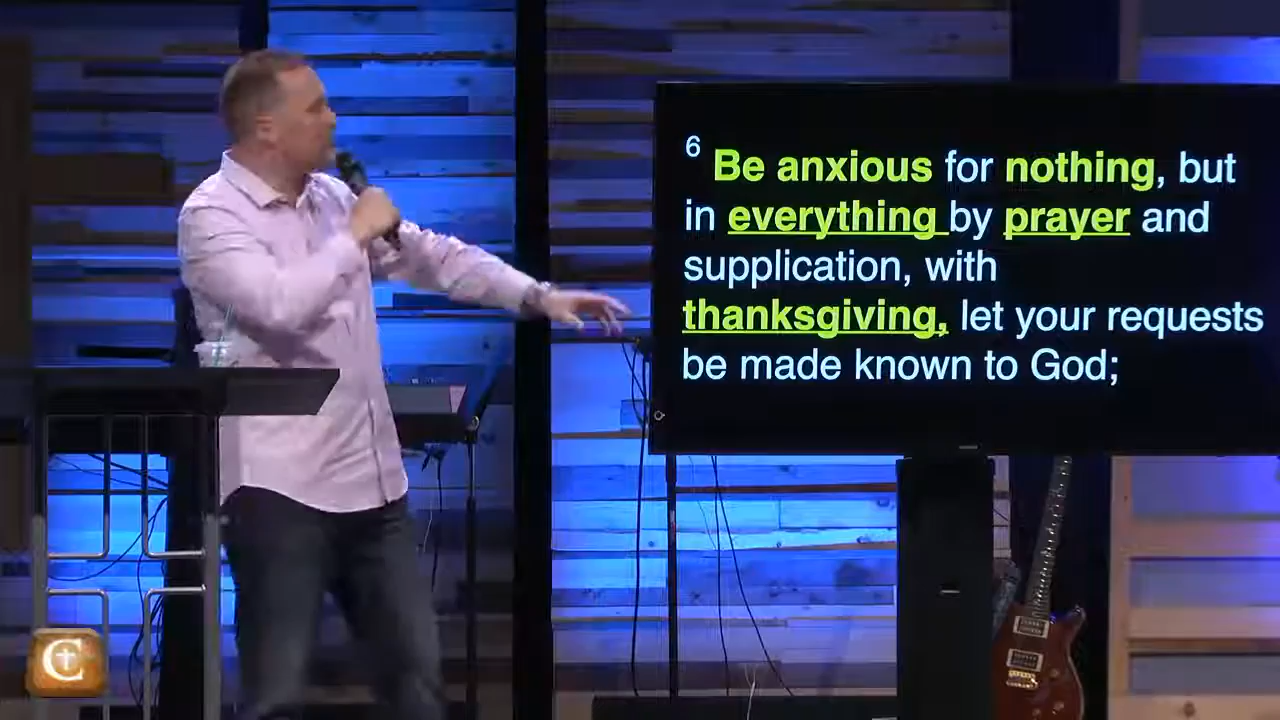 6 Be anxious for nothing, but
in everything by prayer and
supplication, with
thanksgiving, let your requests
be made known to God;
C